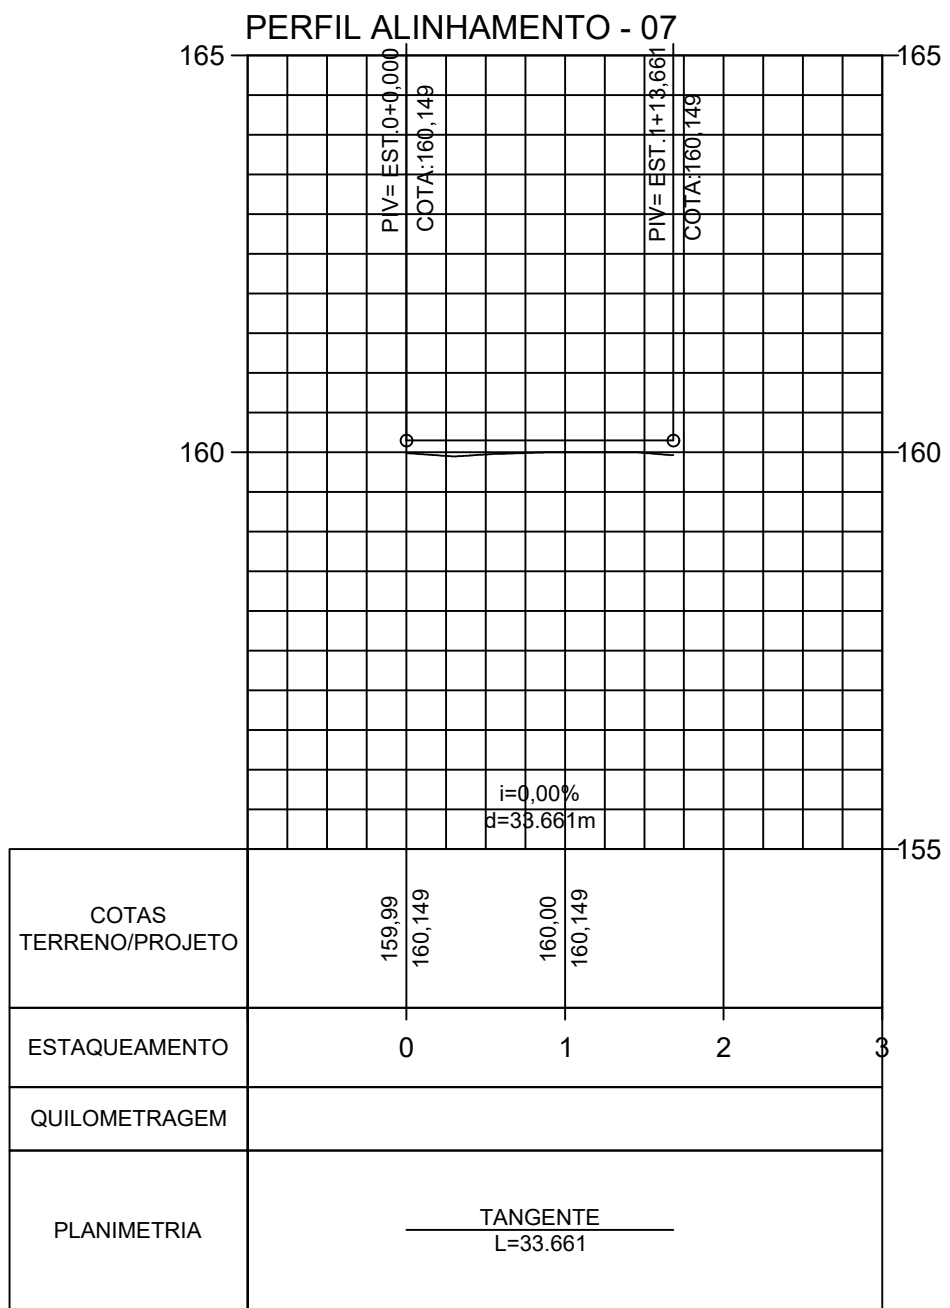 PERFIL ALINHAMENTO - 07
165
165
PIV= EST.0+0,000
COTA:160,149
PIV= EST.1+13,661
COTA:160,149
160
160
i=0,00%
d=33.661m
155
COTAS
TERRENO/PROJETO
159,99
160,149
160,00
160,149
ESTAQUEAMENTO
0
1
2
3
QUILOMETRAGEM
PLANIMETRIA
TANGENTE
L=33.661